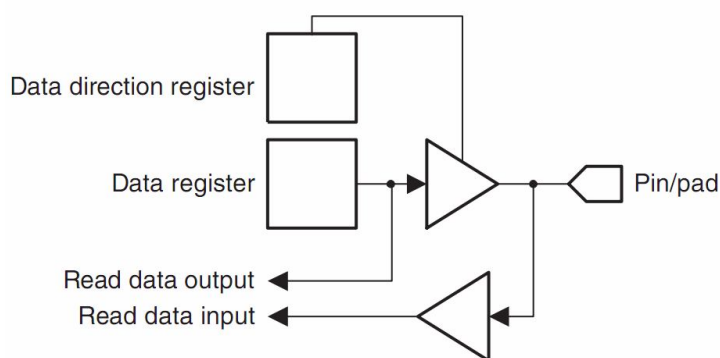 Data direction register
Data register
Pin/pad
Read data output
Read data input